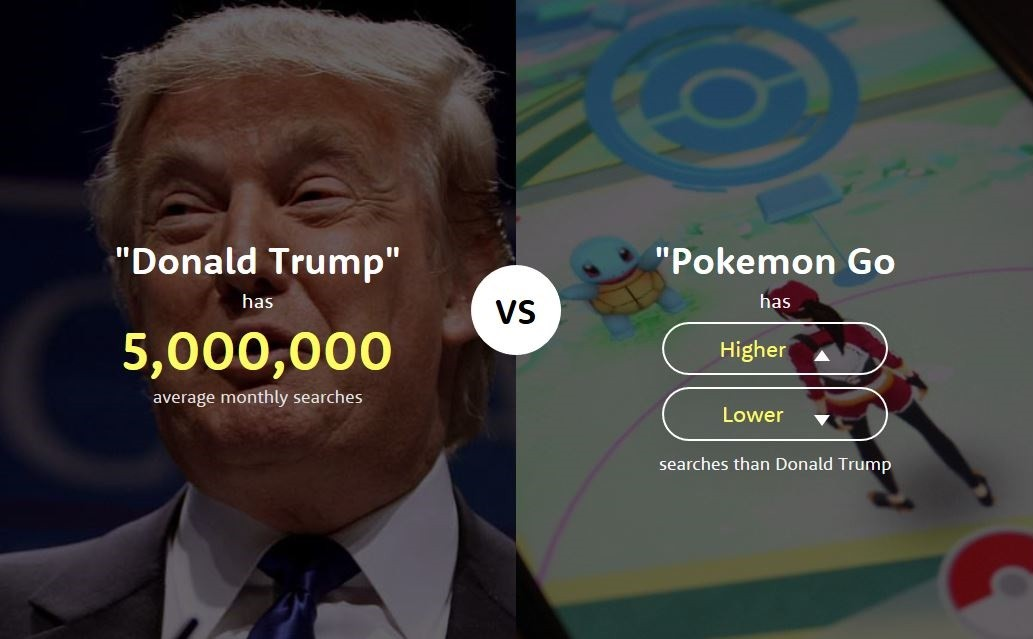 "Donald Trump"
has
5,000,000
average monthly searches
VS
"Pokemon Go
has
Higher
Lower
searches than Donald Trump